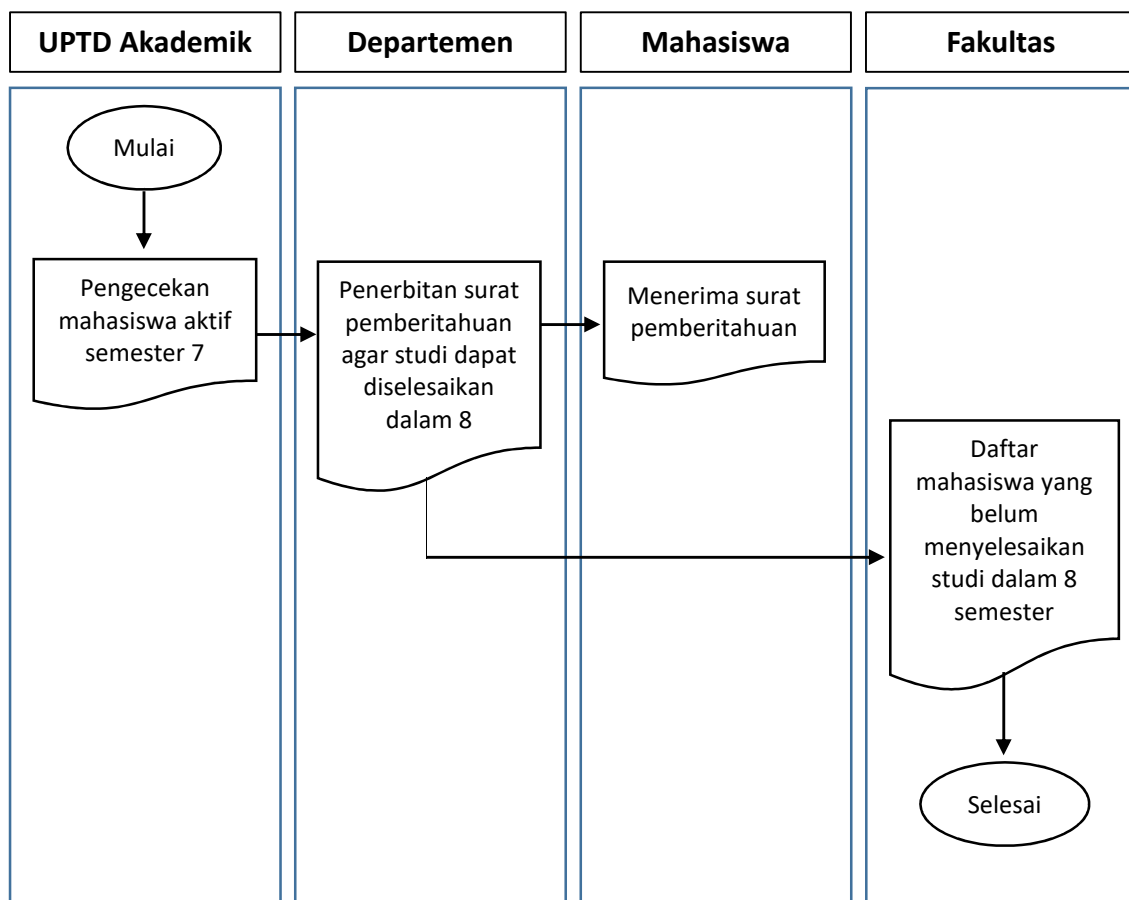 UPTD Akademik
Departemen
Mahasiswa
Fakultas
Mulai
Pengecekan
mahasiswa aktif
semester 7
Penerbitan surat
pemberitahuan
agar studi dapat
diselesaikan
dalam 8
Menerima surat
pemberitahuan
Daftar
mahasiswa yang
belum
menyelesaikan
studi dalam 8
semester
Selesai